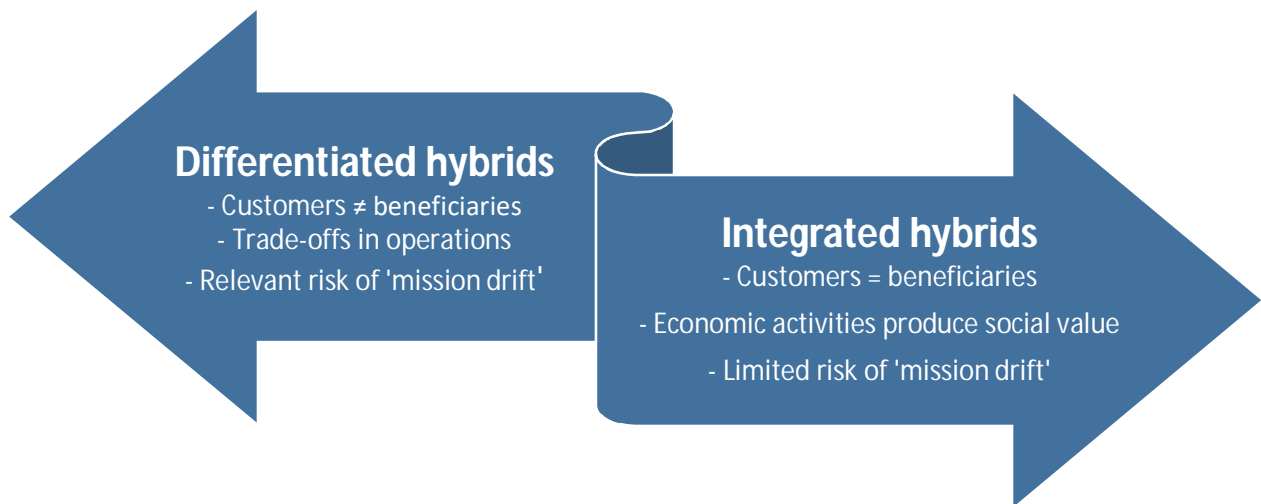 Differentiated hybrids
- Customers ≠ beneficiaries
- Trade-offs in operations
- Relevant risk of 'mission drift'
Integrated hybrids
- Customers = beneficiaries
- Economic activities produce social value
- Limited risk of 'mission drift'